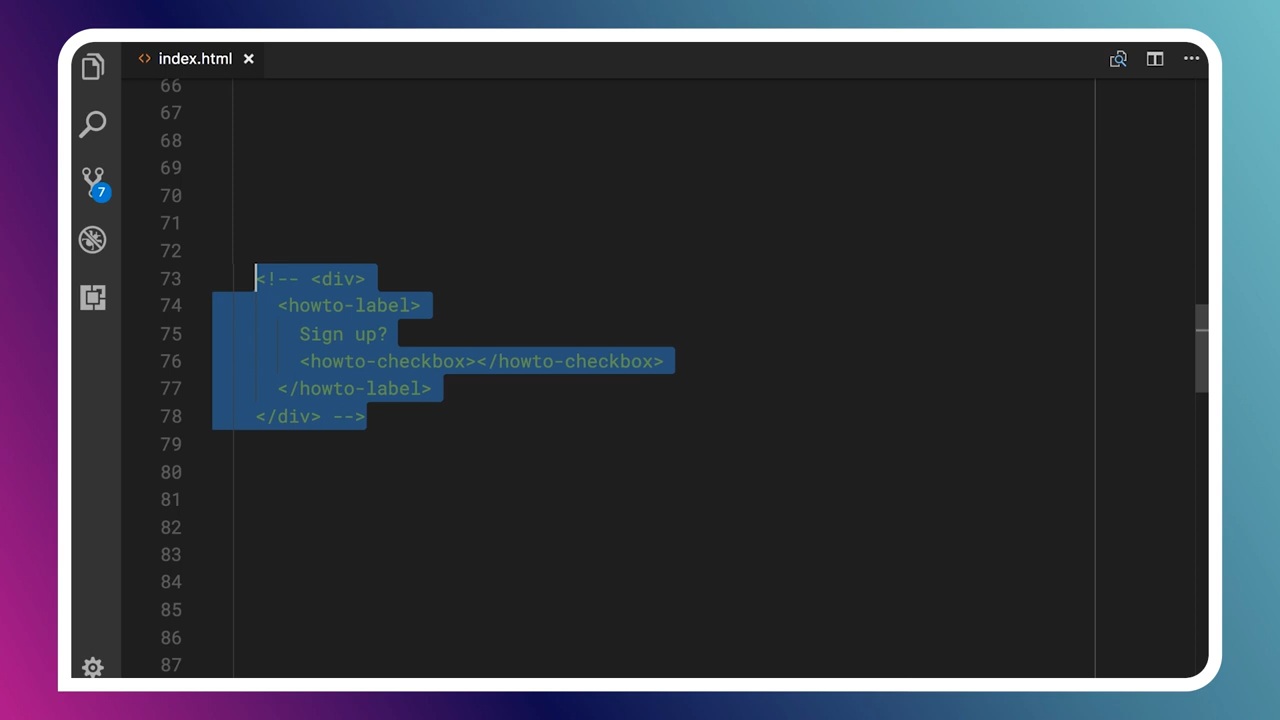 index.html
66
67
68
69
70
71
72
73 <!-- <div>
74 <howto-label>
75 Sign up?
76 <howto-checkbox></howto-checkbox>
77 </howto-label>
78 </div> -->
79
80
81
82
83
84
85
86
87
7